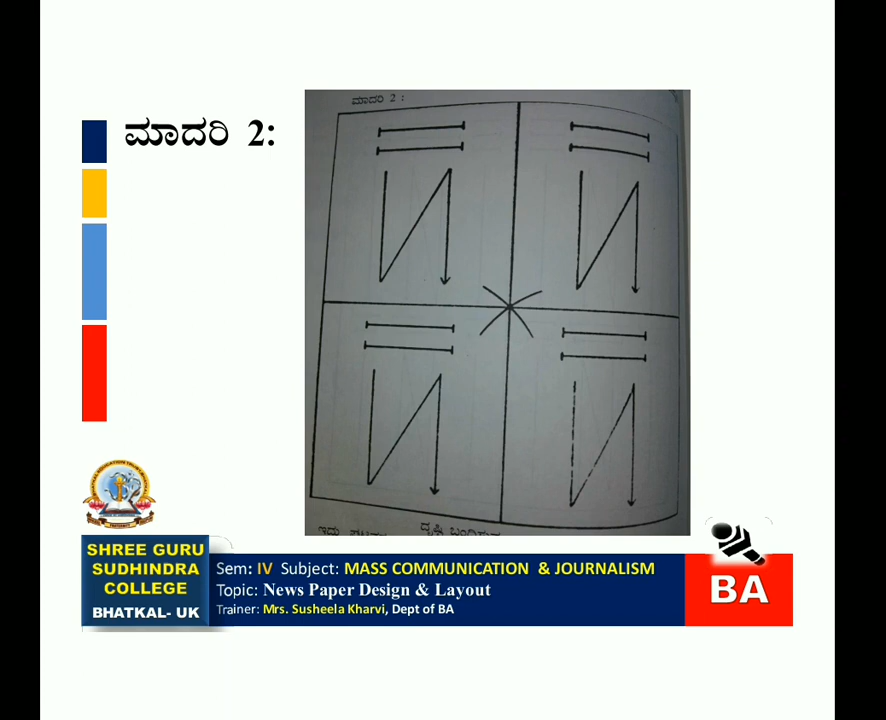 ಮಾದರಿ 2:
ಮಾದರಿ 2 :
ಇದು
SHREE GURU
SUDHINDRA
COLLEGE
BHATKAL- UK
Sem: IV Subject: MASS COMMUNICATION & JOURNALISM
Topic: News Paper Design & Layout
Trainer: Mrs. Susheela Kharvi, Dept of BA
BA